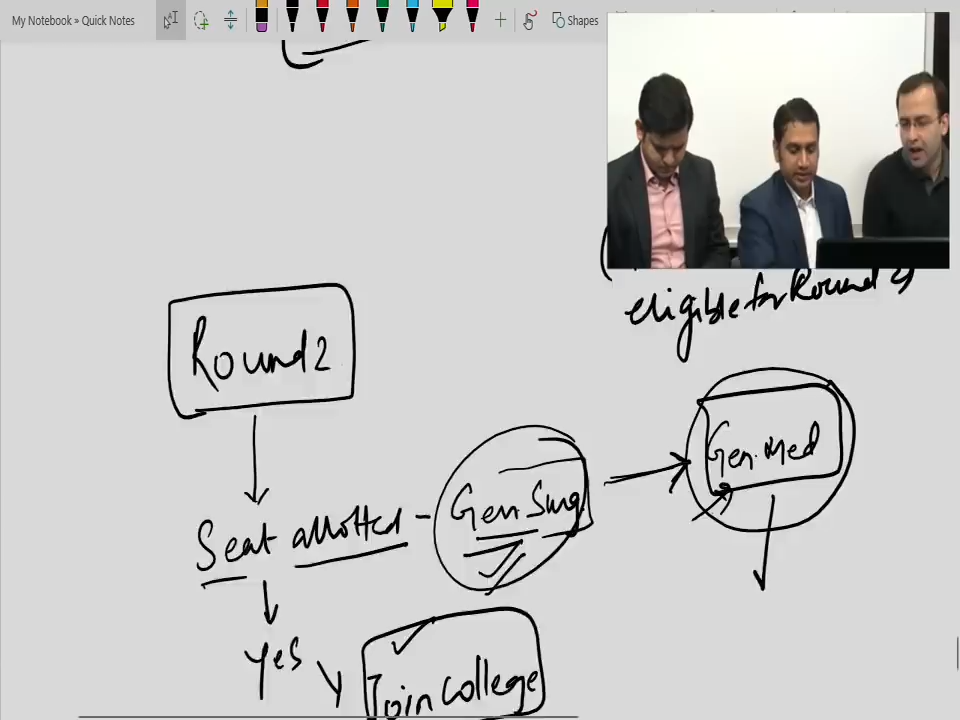 My Notebook » Quick Notes
Shapes
eligible for Round 2)
Round 2
Gen. Med
Seat allotted - Gen Surg
Yes
Join College